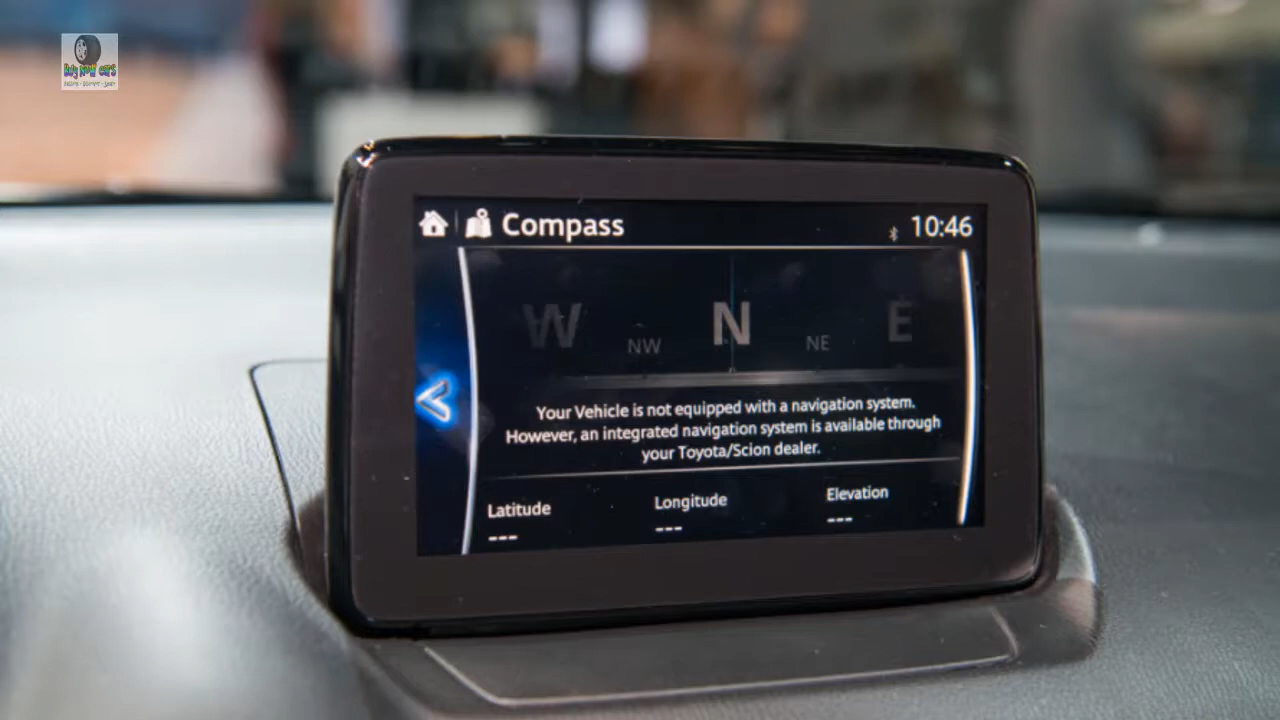 Compass
10:46
W NW N NE E
Your Vehicle is not equipped with a navigation system.
However, an integrated navigation system is available through
your Toyota/Scion dealer.
Latitude Longitude Elevation
--- --- ---